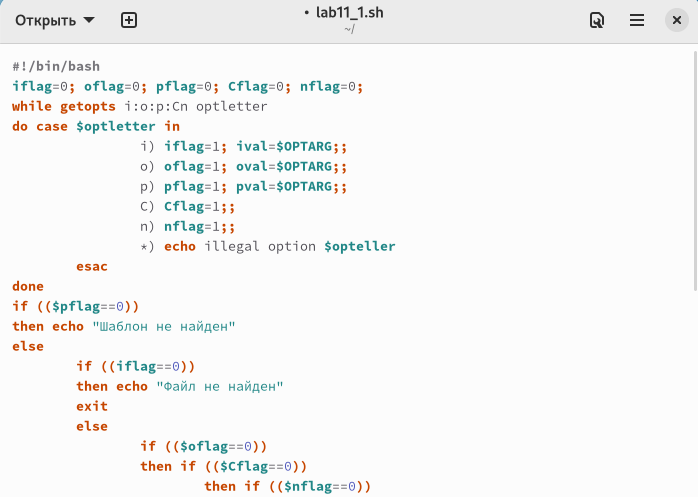 Открыть
• lab11_1.sh
~/
#!/bin/bash
iflag=0; oflag=0; pflag=0; Cflag=0; nflag=0;
while getopts i:o:p:Cn optletter
do case $optletter in
i) iflag=1; ival=$OPTARG;;
o) oflag=1; oval=$OPTARG;;
p) pflag=1; pval=$OPTARG;;
C) Cflag=1;;
n) nflag=1;;
*) echo illegal option $opteller
esac
done
if (($pflag==0))
then echo "Шаблон не найден"
else
if ((iflag==0))
then echo "Файл не найден"
exit
else
if (($oflag==0))
then if (($Cflag==0))
then if (($nflag==0))